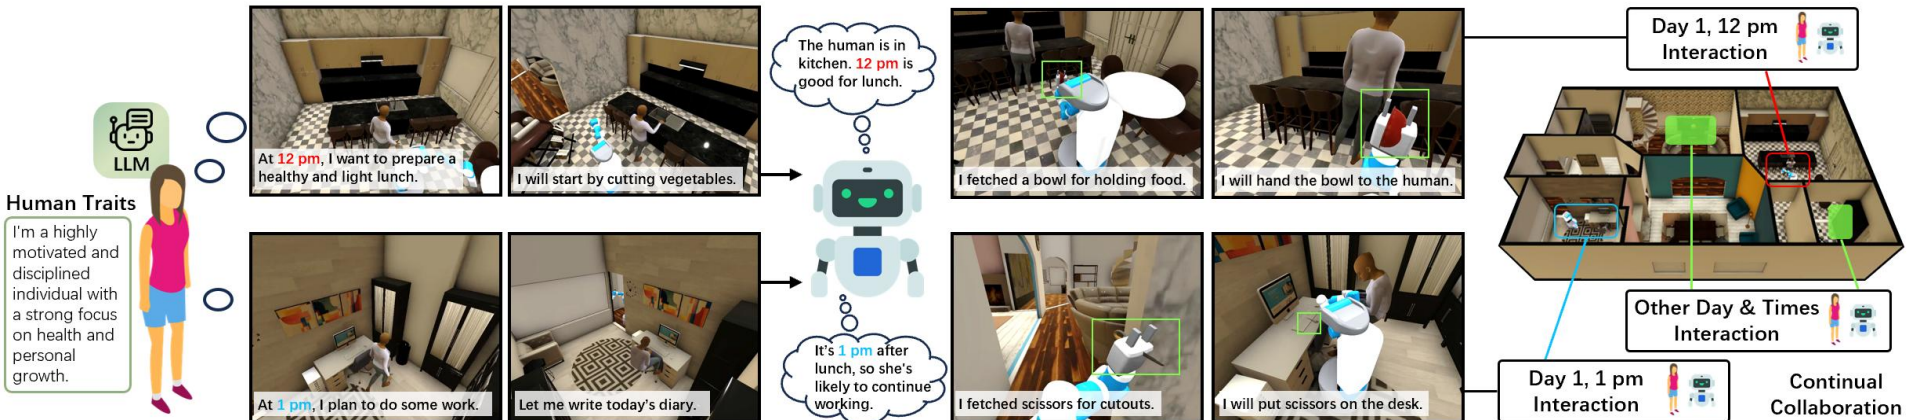 LLM
Human Traits
I'm a highly
motivated and
disciplined
individual with
a strong focus
on health and
personal
growth.
At 12 pm, I want to prepare a
healthy and light lunch.
I will start by cutting vegetables.
The human is in
kitchen. 12 pm is
good for lunch.
I fetched a bowl for holding food.
I will hand the bowl to the human.
Day 1, 12 pm
Interaction
At 1 pm, I plan to do some work.
Let me write today's diary.
It's 1 pm after
lunch, so she's
likely to continue
working.
I fetched scissors for cutouts.
I will put scissors on the desk.
Other Day & Times
Interaction
Day 1, 1 pm
Interaction
Continual
Collaboration